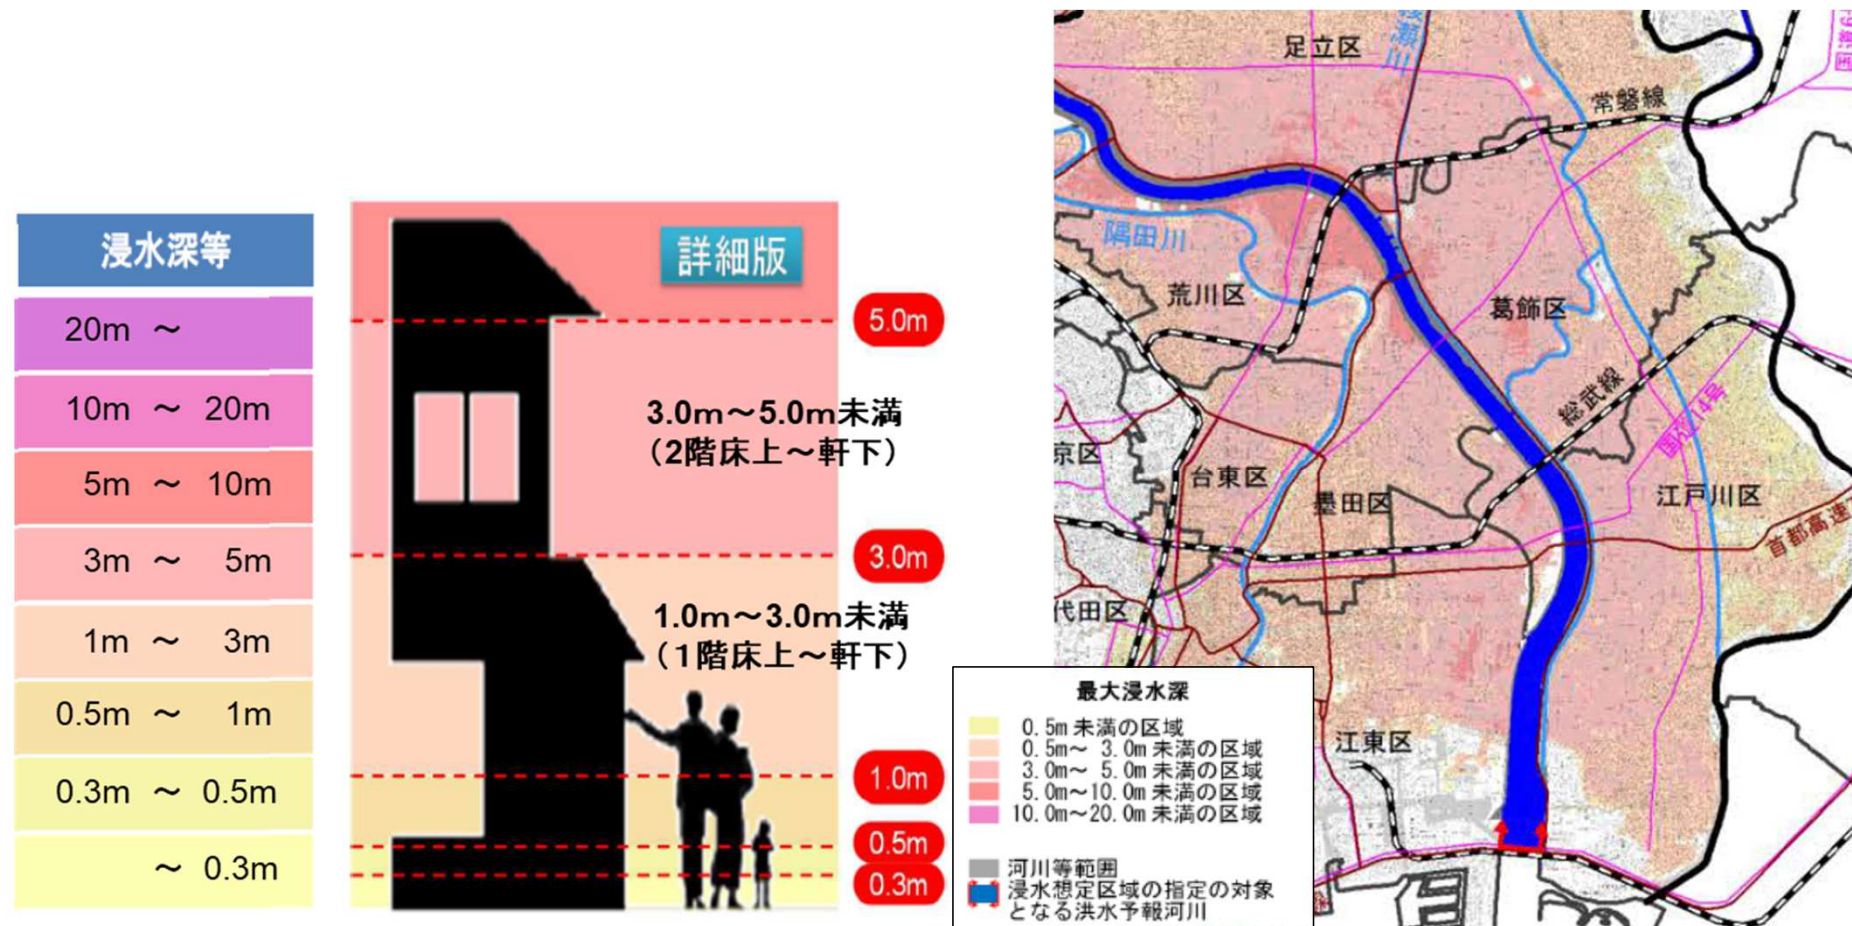 浸水深等
20m ～
10m ～ 20m
5m ～ 10m
3m ～ 5m
1m ～ 3m
0.5m ～ 1m
0.3m ～ 0.5m
～ 0.3m
詳細版
5.0m
3.0m～5.0m未満
（2階床上～軒下）
3.0m
1.0m～3.0m未満
（1階床上～軒下）
1.0m
0.5m
0.3m
足立区
綾瀬川
常磐線
隅田川
荒川区
葛飾区
総武線
国道14号
京区
台東区
墨田区
江戸川区
首都高速
代田区
江東区
最大浸水深
0.5m未満の区域
0.5m～ 3.0m未満の区域
3.0m～ 5.0m未満の区域
5.0m～10.0m未満の区域
10.0m～20.0m未満の区域
河川等範囲
浸水想定区域の指定の対象
となる洪水予報河川